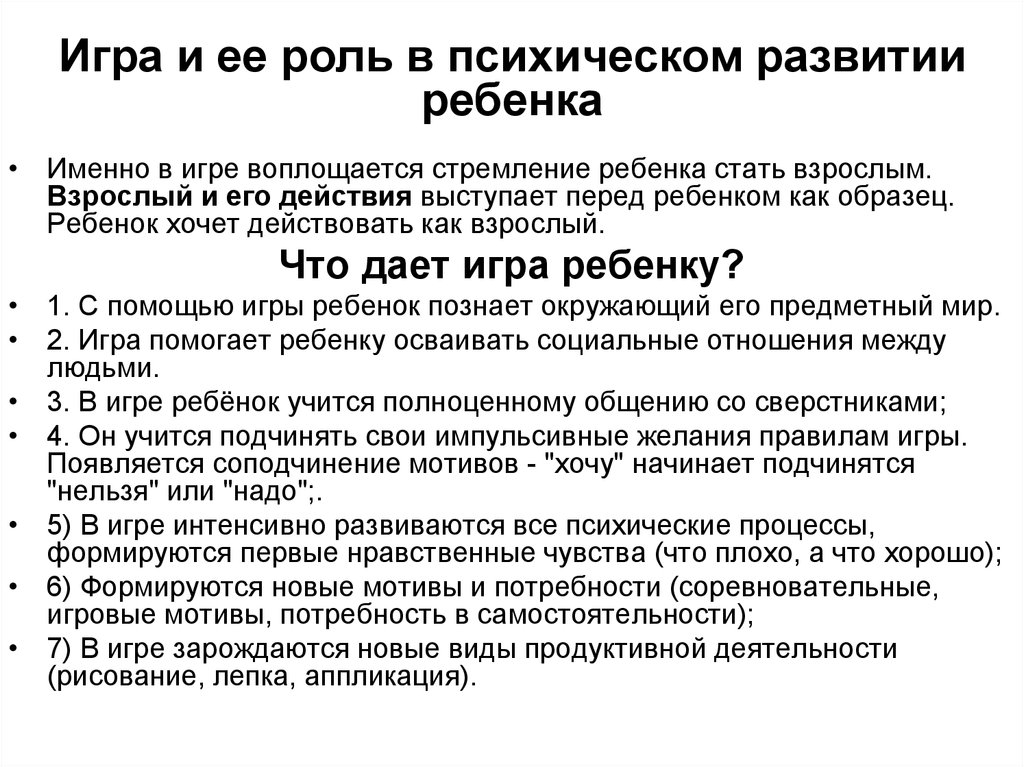 Игра и ее роль в психическом развитии
ребенка
• Именно в игре воплощается стремление ребенка стать взрослым.
Взрослый и его действия выступает перед ребенком как образец.
Ребенок хочет действовать как взрослый.
Что дает игра ребенку?
• 1. С помощью игры ребенок познает окружающий его предметный мир.
• 2. Игра помогает ребенку осваивать социальные отношения между
людьми.
• 3. В игре ребёнок учится полноценному общению со сверстниками;
• 4. Он учится подчинять свои импульсивные желания правилам игры.
Появляется соподчинение мотивов - "хочу" начинает подчинятся
"нельзя" или "надо";.
• 5) В игре интенсивно развиваются все психические процессы,
формируются первые нравственные чувства (что плохо, а что хорошо);
• 6) Формируются новые мотивы и потребности (соревновательные,
игровые мотивы, потребность в самостоятельности);
• 7) В игре зарождаются новые виды продуктивной деятельности
(рисование, лепка, аппликация).